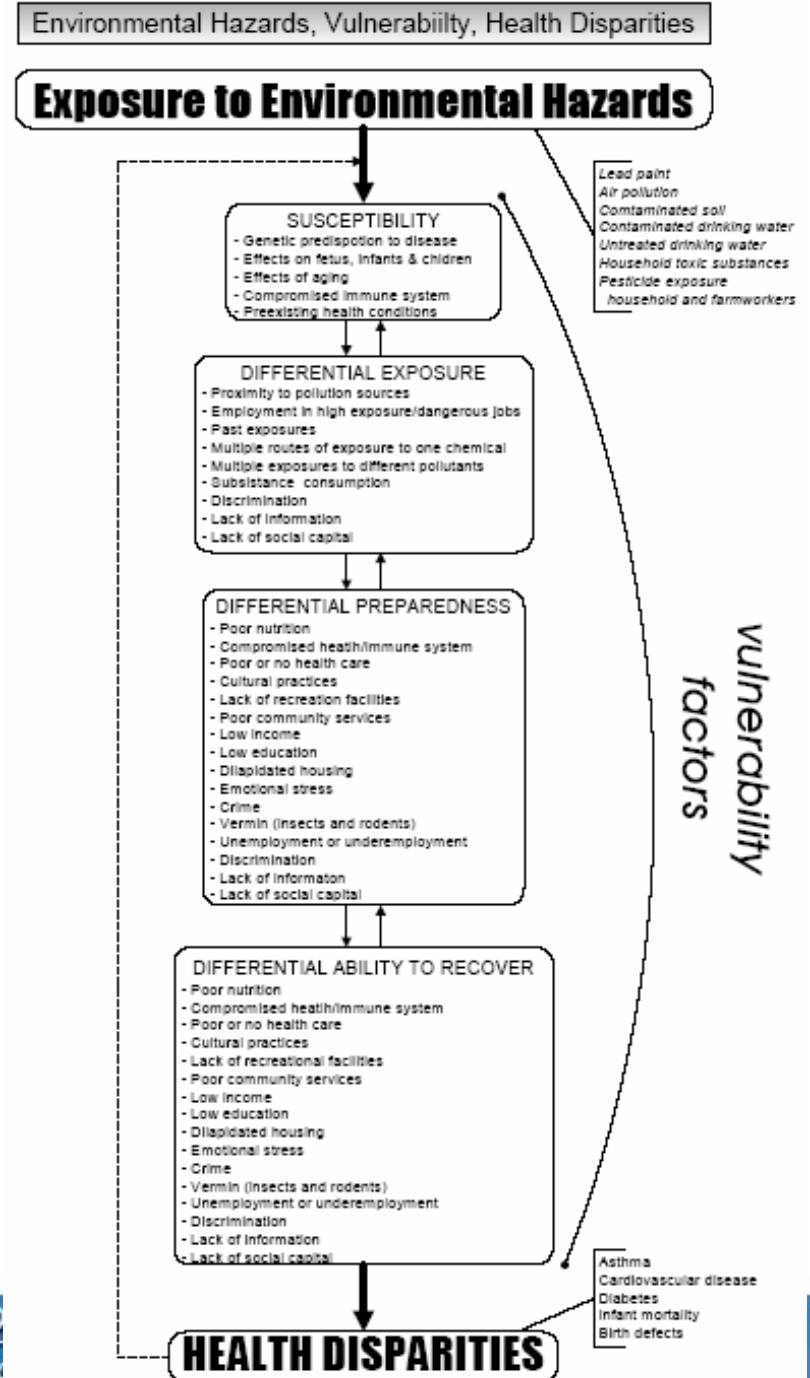 Environmental Hazards, Vulnerabiilty, Health Disparities
Exposure to Environmental Hazards
Lead paint
Air pollution
Comtaminated soil
Contaminated drinking water
Untreated drinking water
Household toxic substances
Pesticide exposure
household and farmworkers
SUSCEPTIBILITY
- Genetic predispotion to disease
- Effects on fetus, infants & chidren
- Effects of aging
- Compromised immune system
- Preexisting health conditions
DIFFERENTIAL EXPOSURE
- Proximity to pollution sources
- Employment in high exposure/dangerous jobs
- Past exposures
- Multiple routes of exposure to one chemical
- Multiple exposures to different pollutants
- Subsistance consumption
- Discrimination
- Lack of information
- Lack of social capital
DIFFERENTIAL PREPAREDNESS
- Poor nutrition
- Compromised heatlh/immune system
- Poor or no health care
- Cultural practices
- Lack of recreation facilities
- Poor community services
- Low income
- Low education
- Dilapidated housing
- Emotional stress
- Crime
- Vermin (insects and rodents)
- Unemployment or underemployment
- Discrimination
- Lack of informaton
- Lack of social capital
vulnerability
factors
DIFFERENTIAL ABILITY TO RECOVER
- Poor nutrition
- Compromised heatlh/immune system
- Poor or no health care
- Cultural practices
- Lack of recreational facilities
- Poor community services
- Low income
- Low education
- Dilapidated housing
- Emotional stress
- Crime
- Vermin (insects and rodents)
- Unemployment or underemployment
- Discrimination
- Lack of information
- Lack of social capital
Asthma
Cardiovascular disease
Diabetes
Infant mortality
Birth defects
HEALTH DISPARITIES